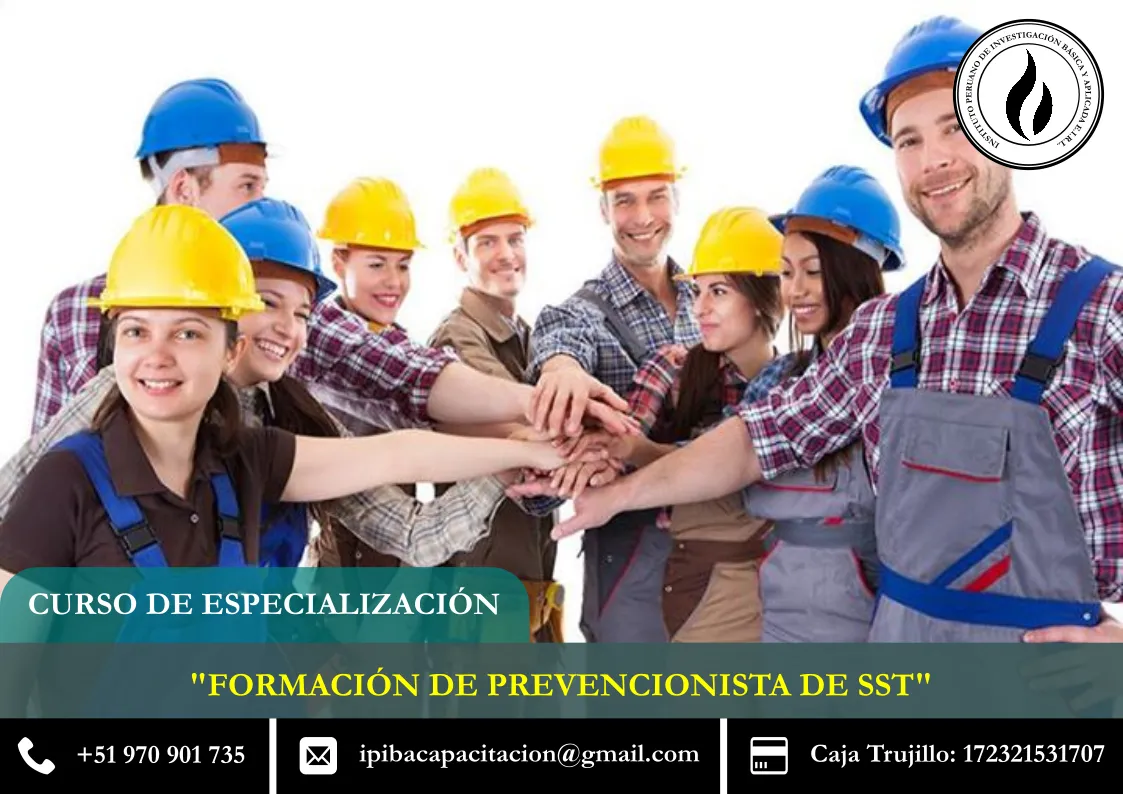 INSTITUTO PERUANO DE INVESTIGACIÓN BÁSICA Y APLICADA E.I.R.L.
CURSO DE ESPECIALIZACIÓN
"FORMACIÓN DE PREVENCIONISTA DE SST"
+51 970 901 735
ipibacapacitacion@gmail.com
Caja Trujillo: 172321531707